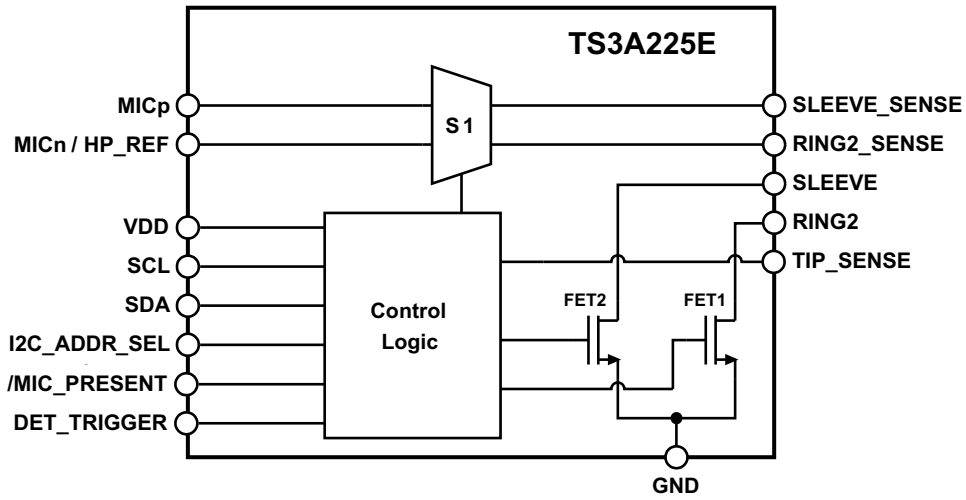 TS3A225E
MICp
SLEEVE_SENSE
S1
MICn / HP_REF
RING2_SENSE
SLEEVE
RING2
VDD
TIP_SENSE
SCL
SDA
FET2
FET1
Control
Logic
I2C_ADDR_SEL
/MIC_PRESENT
DET_TRIGGER
GND